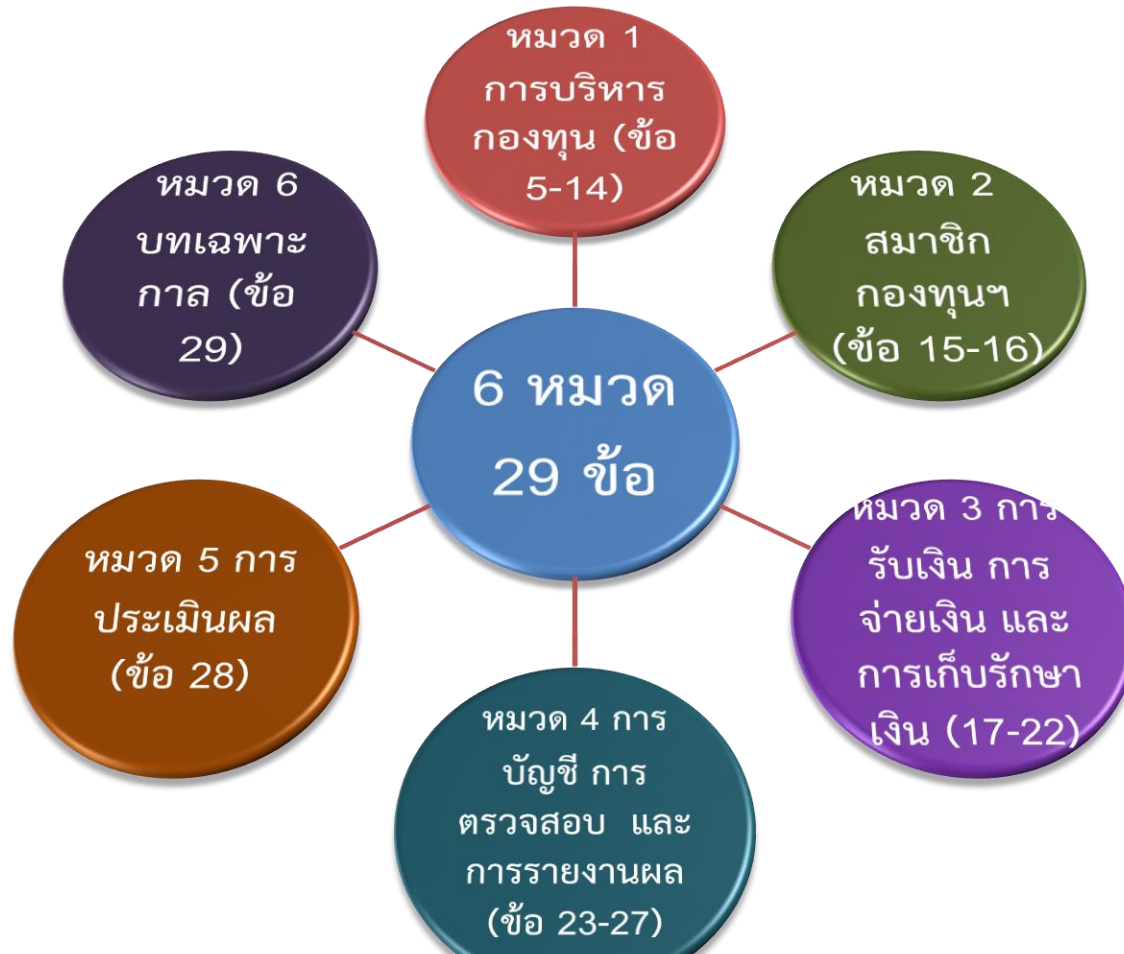 หมวด 1
การบริหาร
กองทุน (ข้อ
5-14)
หมวด 2
สมาชิก
กองทุนฯ
(ข้อ 15-16)
หมวด 3 การ
รับเงิน การ
จ่ายเงิน และ
การเก็บรักษา
เงิน (17-22)
หมวด 4 การ
บัญชี การ
ตรวจสอบ และ
การรายงานผล
(ข้อ 23-27)
หมวด 5 การ
ประเมินผล
(ข้อ 28)
หมวด 6
บทเฉพาะ
กาล (ข้อ
29)
6 หมวด
29 ข้อ